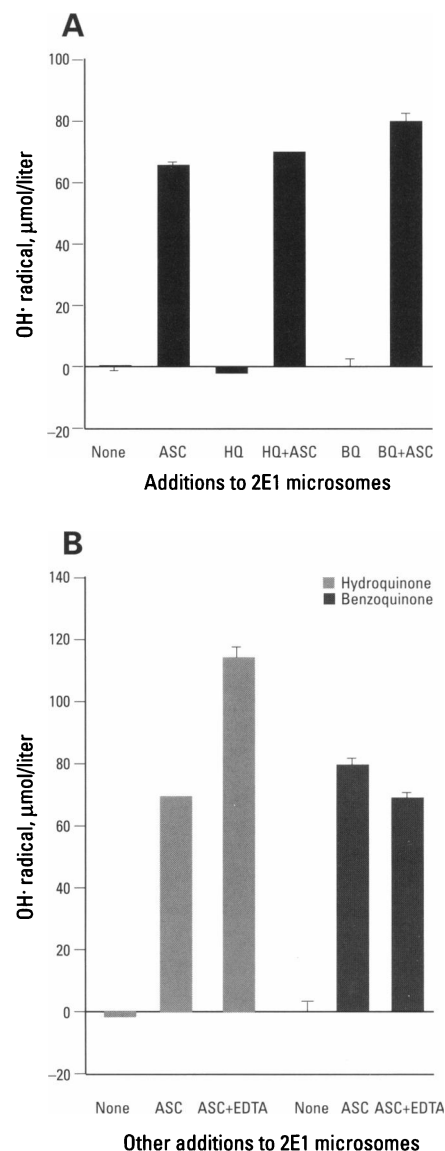 A
100
80
60
40
20
0
–20
OH· radical, µmol/liter
None ASC HQ HQ+ASC BQ BQ+ASC
Additions to 2E1 microsomes
B
140
Hydroquinone
Benzoquinone
120
100
80
60
40
20
0
–20
OH· radical, µmol/liter
None ASC ASC+EDTA None ASC ASC+EDTA
Other additions to 2E1 microsomes